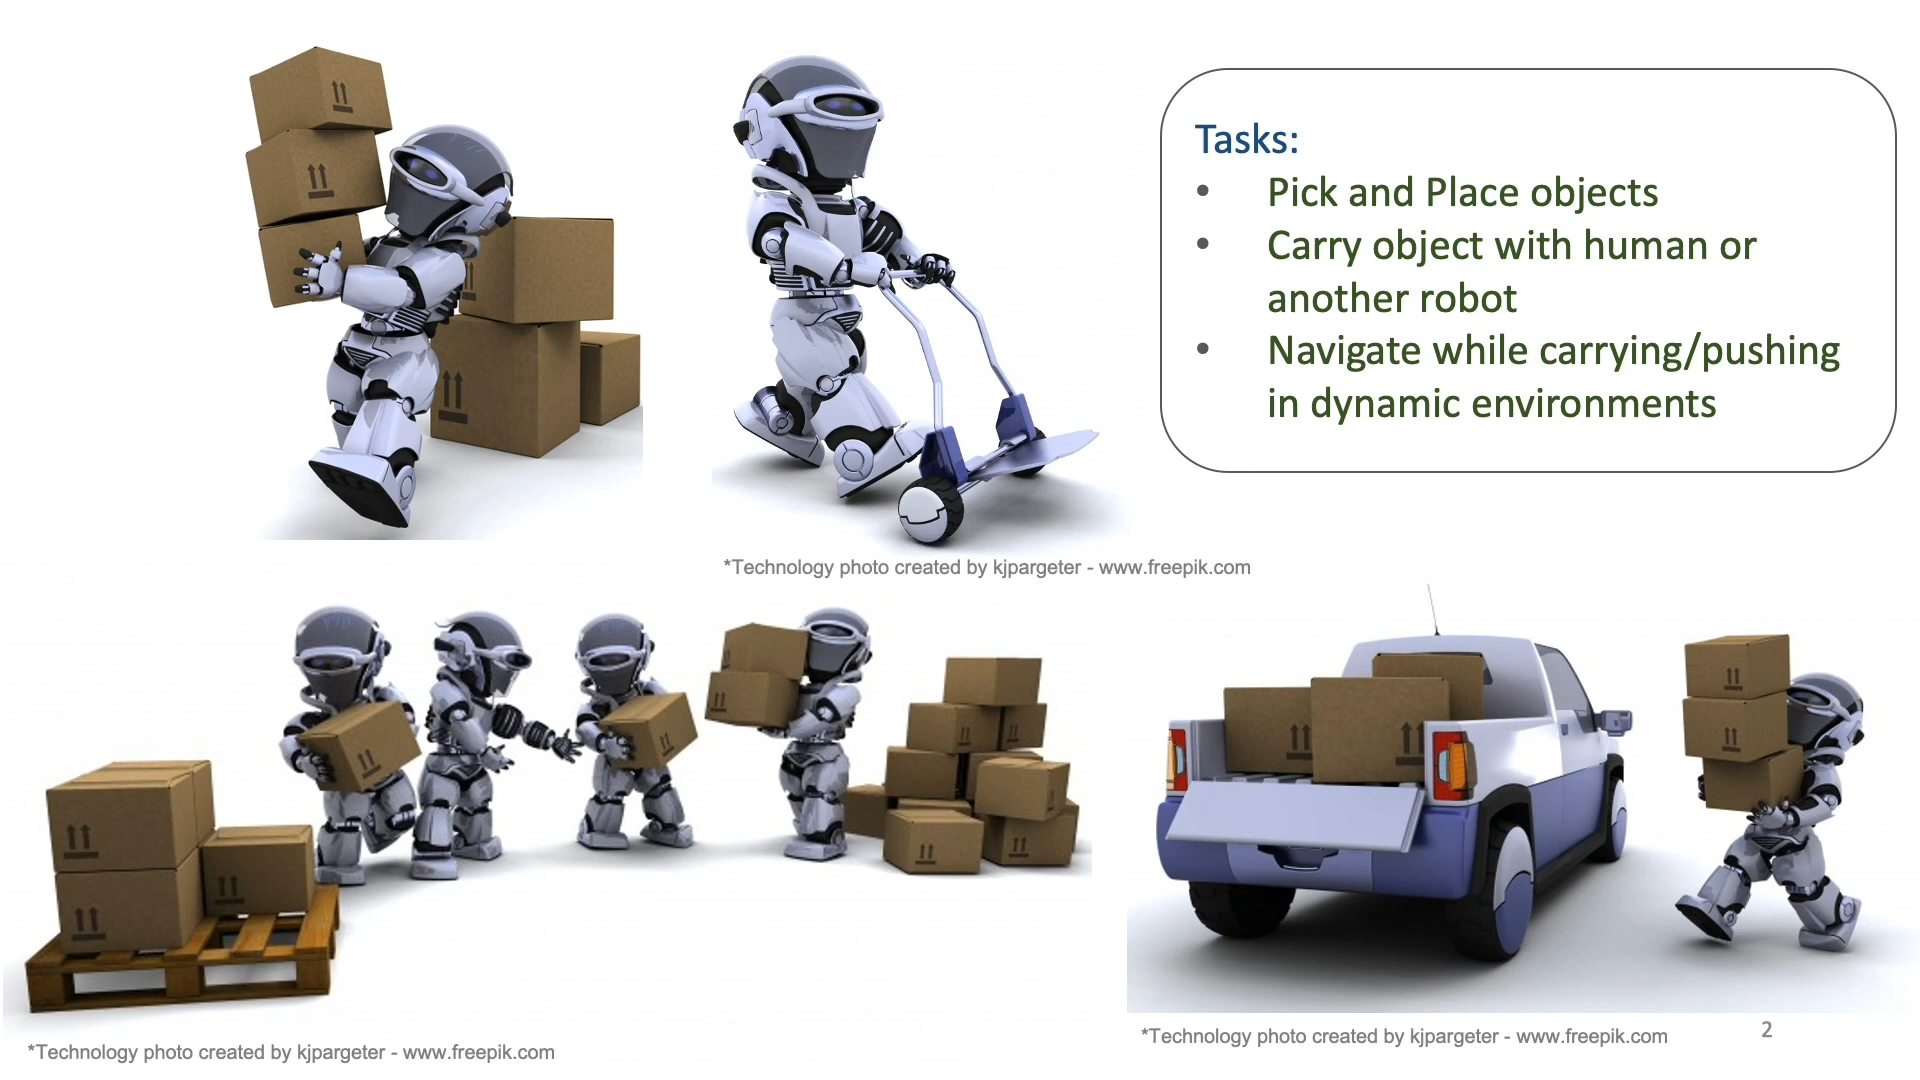 Tasks:
• Pick and Place objects
• Carry object with human or
another robot
• Navigate while carrying/pushing
in dynamic environments
*Technology photo created by kjpargeter - www.freepik.com
*Technology photo created by kjpargeter - www.freepik.com
*Technology photo created by kjpargeter - www.freepik.com
2